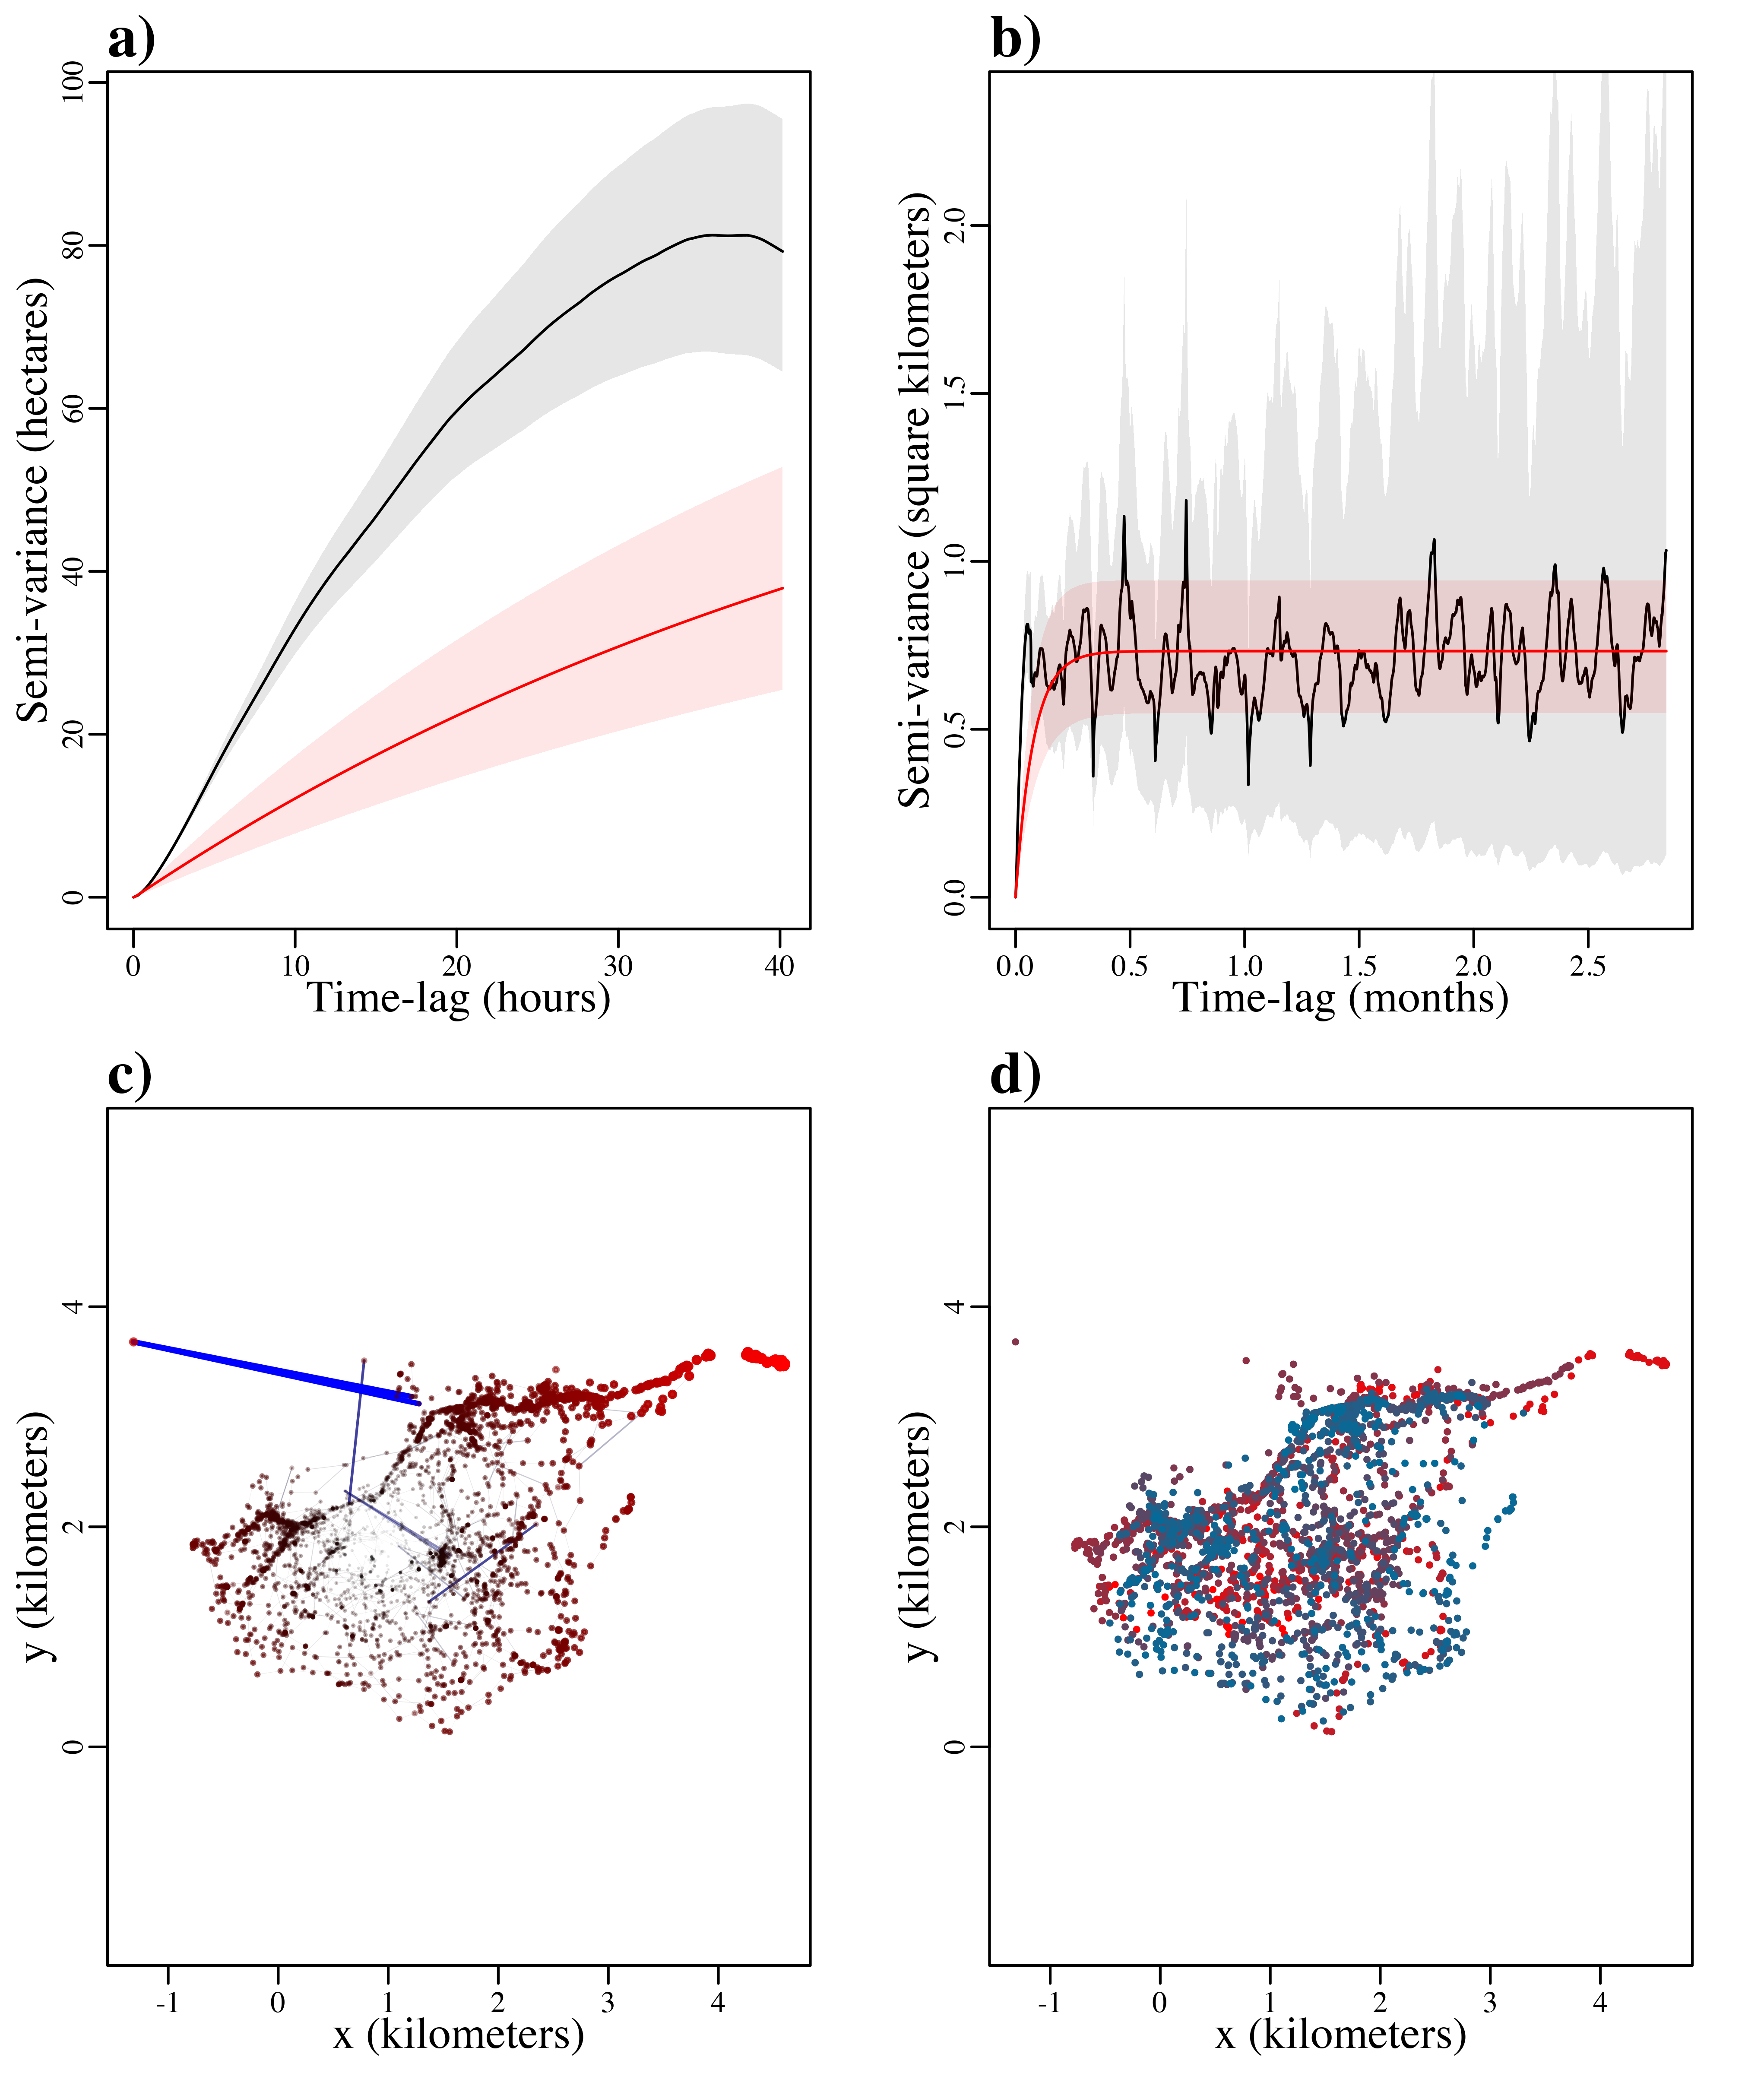 a)
Semi-variance (hectares)
100
80
60
40
20
0
0 10 20 30 40
Time-lag (hours)
b)
Semi-variance (square kilometers)
2.0
1.5
1.0
0.5
0.0
0.0 0.5 1.0 1.5 2.0 2.5
Time-lag (months)
c)
y (kilometers)
4
2
0
-1 0 1 2 3 4
x (kilometers)
d)
y (kilometers)
4
2
0
-1 0 1 2 3 4
x (kilometers)